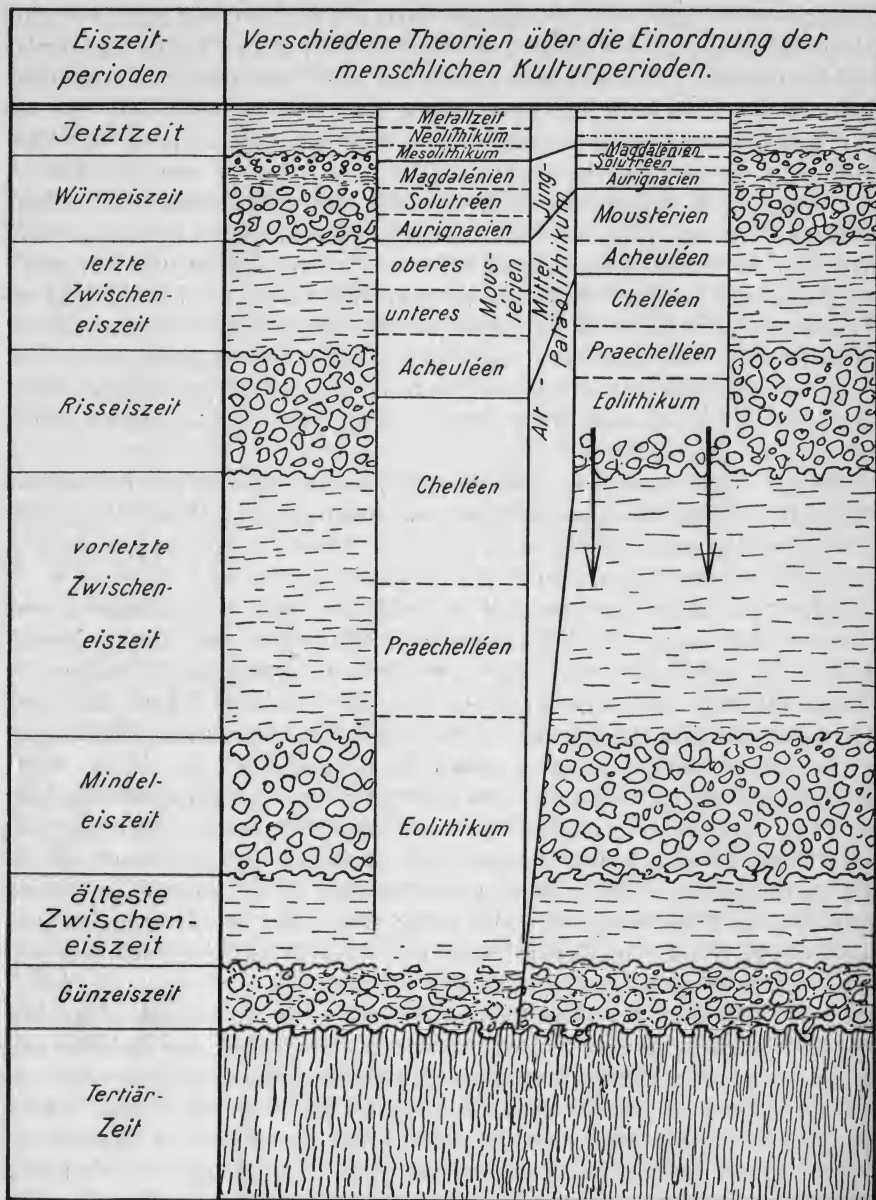 Eiszeit-
perioden
Verschiedene Theorien über die Einordnung der
menschlichen Kulturperioden.
Jetztzeit
Würmeiszeit
letzte
Zwischen-
eiszeit
Risseiszeit
vorletzte
Zwischen-
eiszeit
Mindel-
eiszeit
älteste
Zwischen-
eiszeit
Günzeiszeit
Tertiär-
Zeit
Metallzeit
Neolithikum
Mesolithikum
Magdalénien
Solutréen
Aurignacien
oberes
unteres
Mous-
térien
Acheuléen
Chelléen
Praechelléen
Eolithikum
Alt - Mittel Jung-
Paläolithikum
Magdalénien
Solutréen
Aurignacien
Moustérien
Acheuléen
Chelléen
Praechelléen
Eolithikum